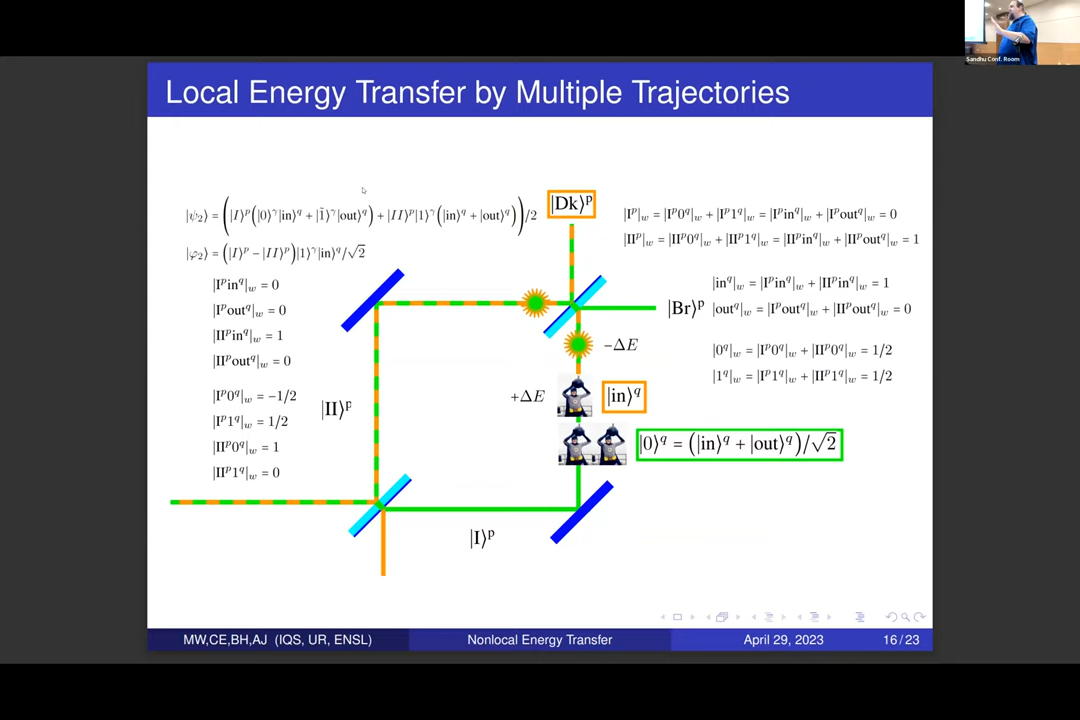 Sandhu Conf. Room
Local Energy Transfer by Multiple Trajectories
|ψ₂⟩ = (|I⟩ᵖ(|0⟩ᵞ|in⟩^q + |1̃⟩ᵞ|out⟩^q) + |II⟩ᵖ|1⟩ᵞ(|in⟩^q + |out⟩^q))/2
|φ₂⟩ = (|I⟩ᵖ − |II⟩ᵖ)|1⟩ᵞ|in⟩^q/√2
|Iᵖin^q|_w = 0
|Iᵖout^q|_w = 0
|IIᵖin^q|_w = 1
|IIᵖout^q|_w = 0
|Iᵖ0^q|_w = −1/2
|Iᵖ1^q|_w = 1/2
|IIᵖ0^q|_w = 1
|IIᵖ1^q|_w = 0
|Dk⟩ᵖ
|Br⟩ᵖ
|II⟩ᵖ
|I⟩ᵖ
−ΔE
+ΔE
|in⟩^q
|0⟩^q = (|in⟩^q + |out⟩^q)/√2
|Iᵖ|_w = |Iᵖ0^q|_w + |Iᵖ1^q|_w = |Iᵖin^q|_w + |Iᵖout^q|_w = 0
|IIᵖ|_w = |IIᵖ0^q|_w + |IIᵖ1^q|_w = |IIᵖin^q|_w + |IIᵖout^q|_w = 1
|in^q|_w = |Iᵖin^q|_w + |IIᵖin^q|_w = 1
|out^q|_w = |Iᵖout^q|_w + |IIᵖout^q|_w = 0
|0^q|_w = |Iᵖ0^q|_w + |IIᵖ0^q|_w = 1/2
|1^q|_w = |Iᵖ1^q|_w + |IIᵖ1^q|_w = 1/2
MW,CE,BH,AJ (IQS, UR, ENSL)
Nonlocal Energy Transfer
April 29, 2023
16/23